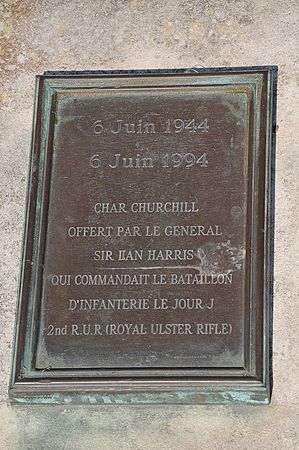 6 Juin 1944
6 Juin 1994
CHAR CHURCHILL
OFFERT PAR LE GENERAL
SIR IIAN HARRIS
QUI COMMANDAIT LE BATAILLON
D'INFANTERIE LE JOUR J
2nd R.U.R (ROYAL ULSTER RIFLE)